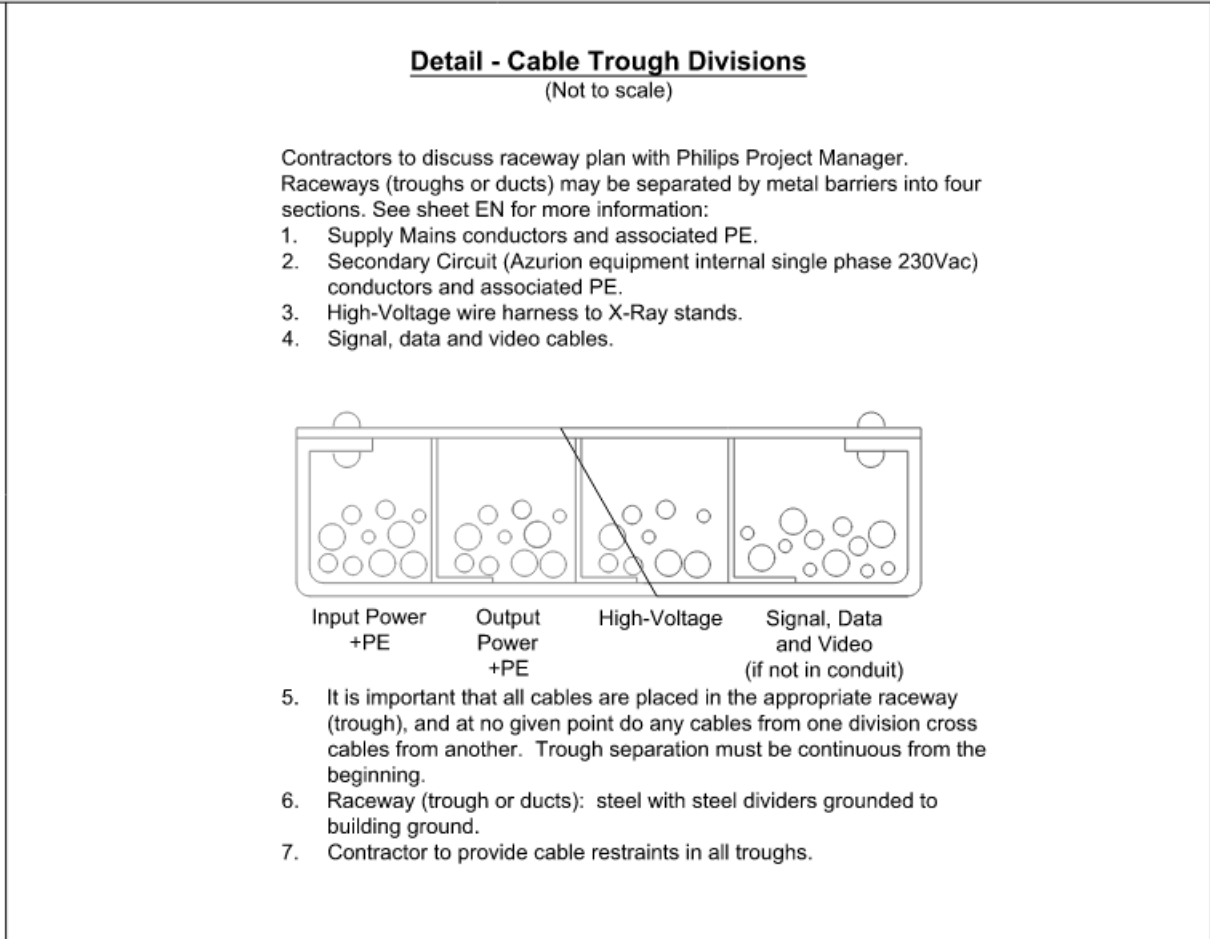 Detail - Cable Trough Divisions
(Not to scale)
Contractors to discuss raceway plan with Philips Project Manager.
Raceways (troughs or ducts) may be separated by metal barriers into four
sections. See sheet EN for more information:
1. Supply Mains conductors and associated PE.
2. Secondary Circuit (Azurion equipment internal single phase 230Vac)
conductors and associated PE.
3. High-Voltage wire harness to X-Ray stands.
4. Signal, data and video cables.
Input Power
+PE
Output
Power
+PE
High-Voltage
Signal, Data
and Video
(if not in conduit)
5. It is important that all cables are placed in the appropriate raceway
(trough), and at no given point do any cables from one division cross
cables from another. Trough separation must be continuous from the
beginning.
6. Raceway (trough or ducts): steel with steel dividers grounded to
building ground.
7. Contractor to provide cable restraints in all troughs.